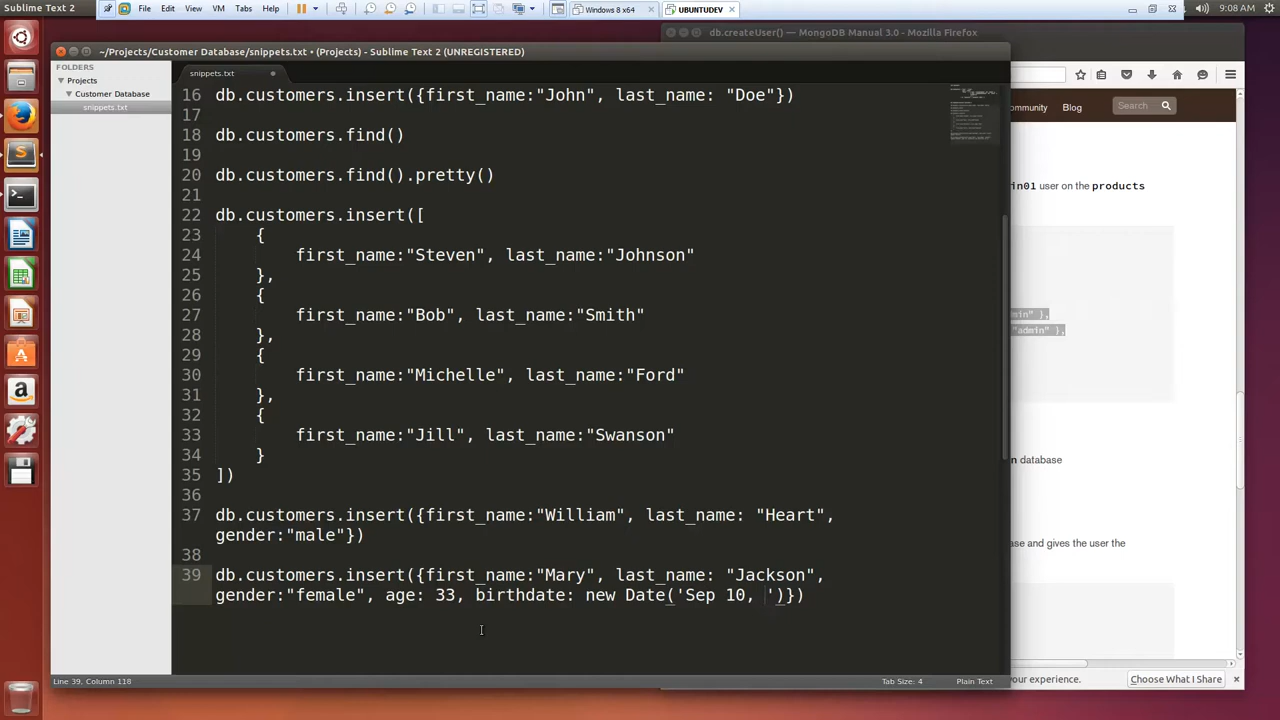 Sublime Text 2
File
Edit
View
VM
Tabs
Help
Windows 8 x64
UBUNTUDEV
9:08 AM
db.createUser() — MongoDB Manual 3.0 - Mozilla Firefox
~/Projects/Customer Database/snippets.txt • (Projects) - Sublime Text 2 (UNREGISTERED)
FOLDERS
Projects
Customer Database
snippets.txt
snippets.txt
16 db.customers.insert({first_name:"John", last_name: "Doe"})
17
18 db.customers.find()
19
20 db.customers.find().pretty()
21
22 db.customers.insert([
23 {
24 first_name:"Steven", last_name:"Johnson"
25 },
26 {
27 first_name:"Bob", last_name:"Smith"
28 },
29 {
30 first_name:"Michelle", last_name:"Ford"
31 },
32 {
33 first_name:"Jill", last_name:"Swanson"
34 }
35 ])
36
37 db.customers.insert({first_name:"William", last_name: "Heart",
gender:"male"})
38
39 db.customers.insert({first_name:"Mary", last_name: "Jackson",
gender:"female", age: 33, birthdate: new Date('Sep 10, ')})
Line 39, Column 118
Tab Size: 4
Plain Text
Search
Blog
Search
user on the products
"admin" },
database
and gives the user the
your experience.
Choose What I Share